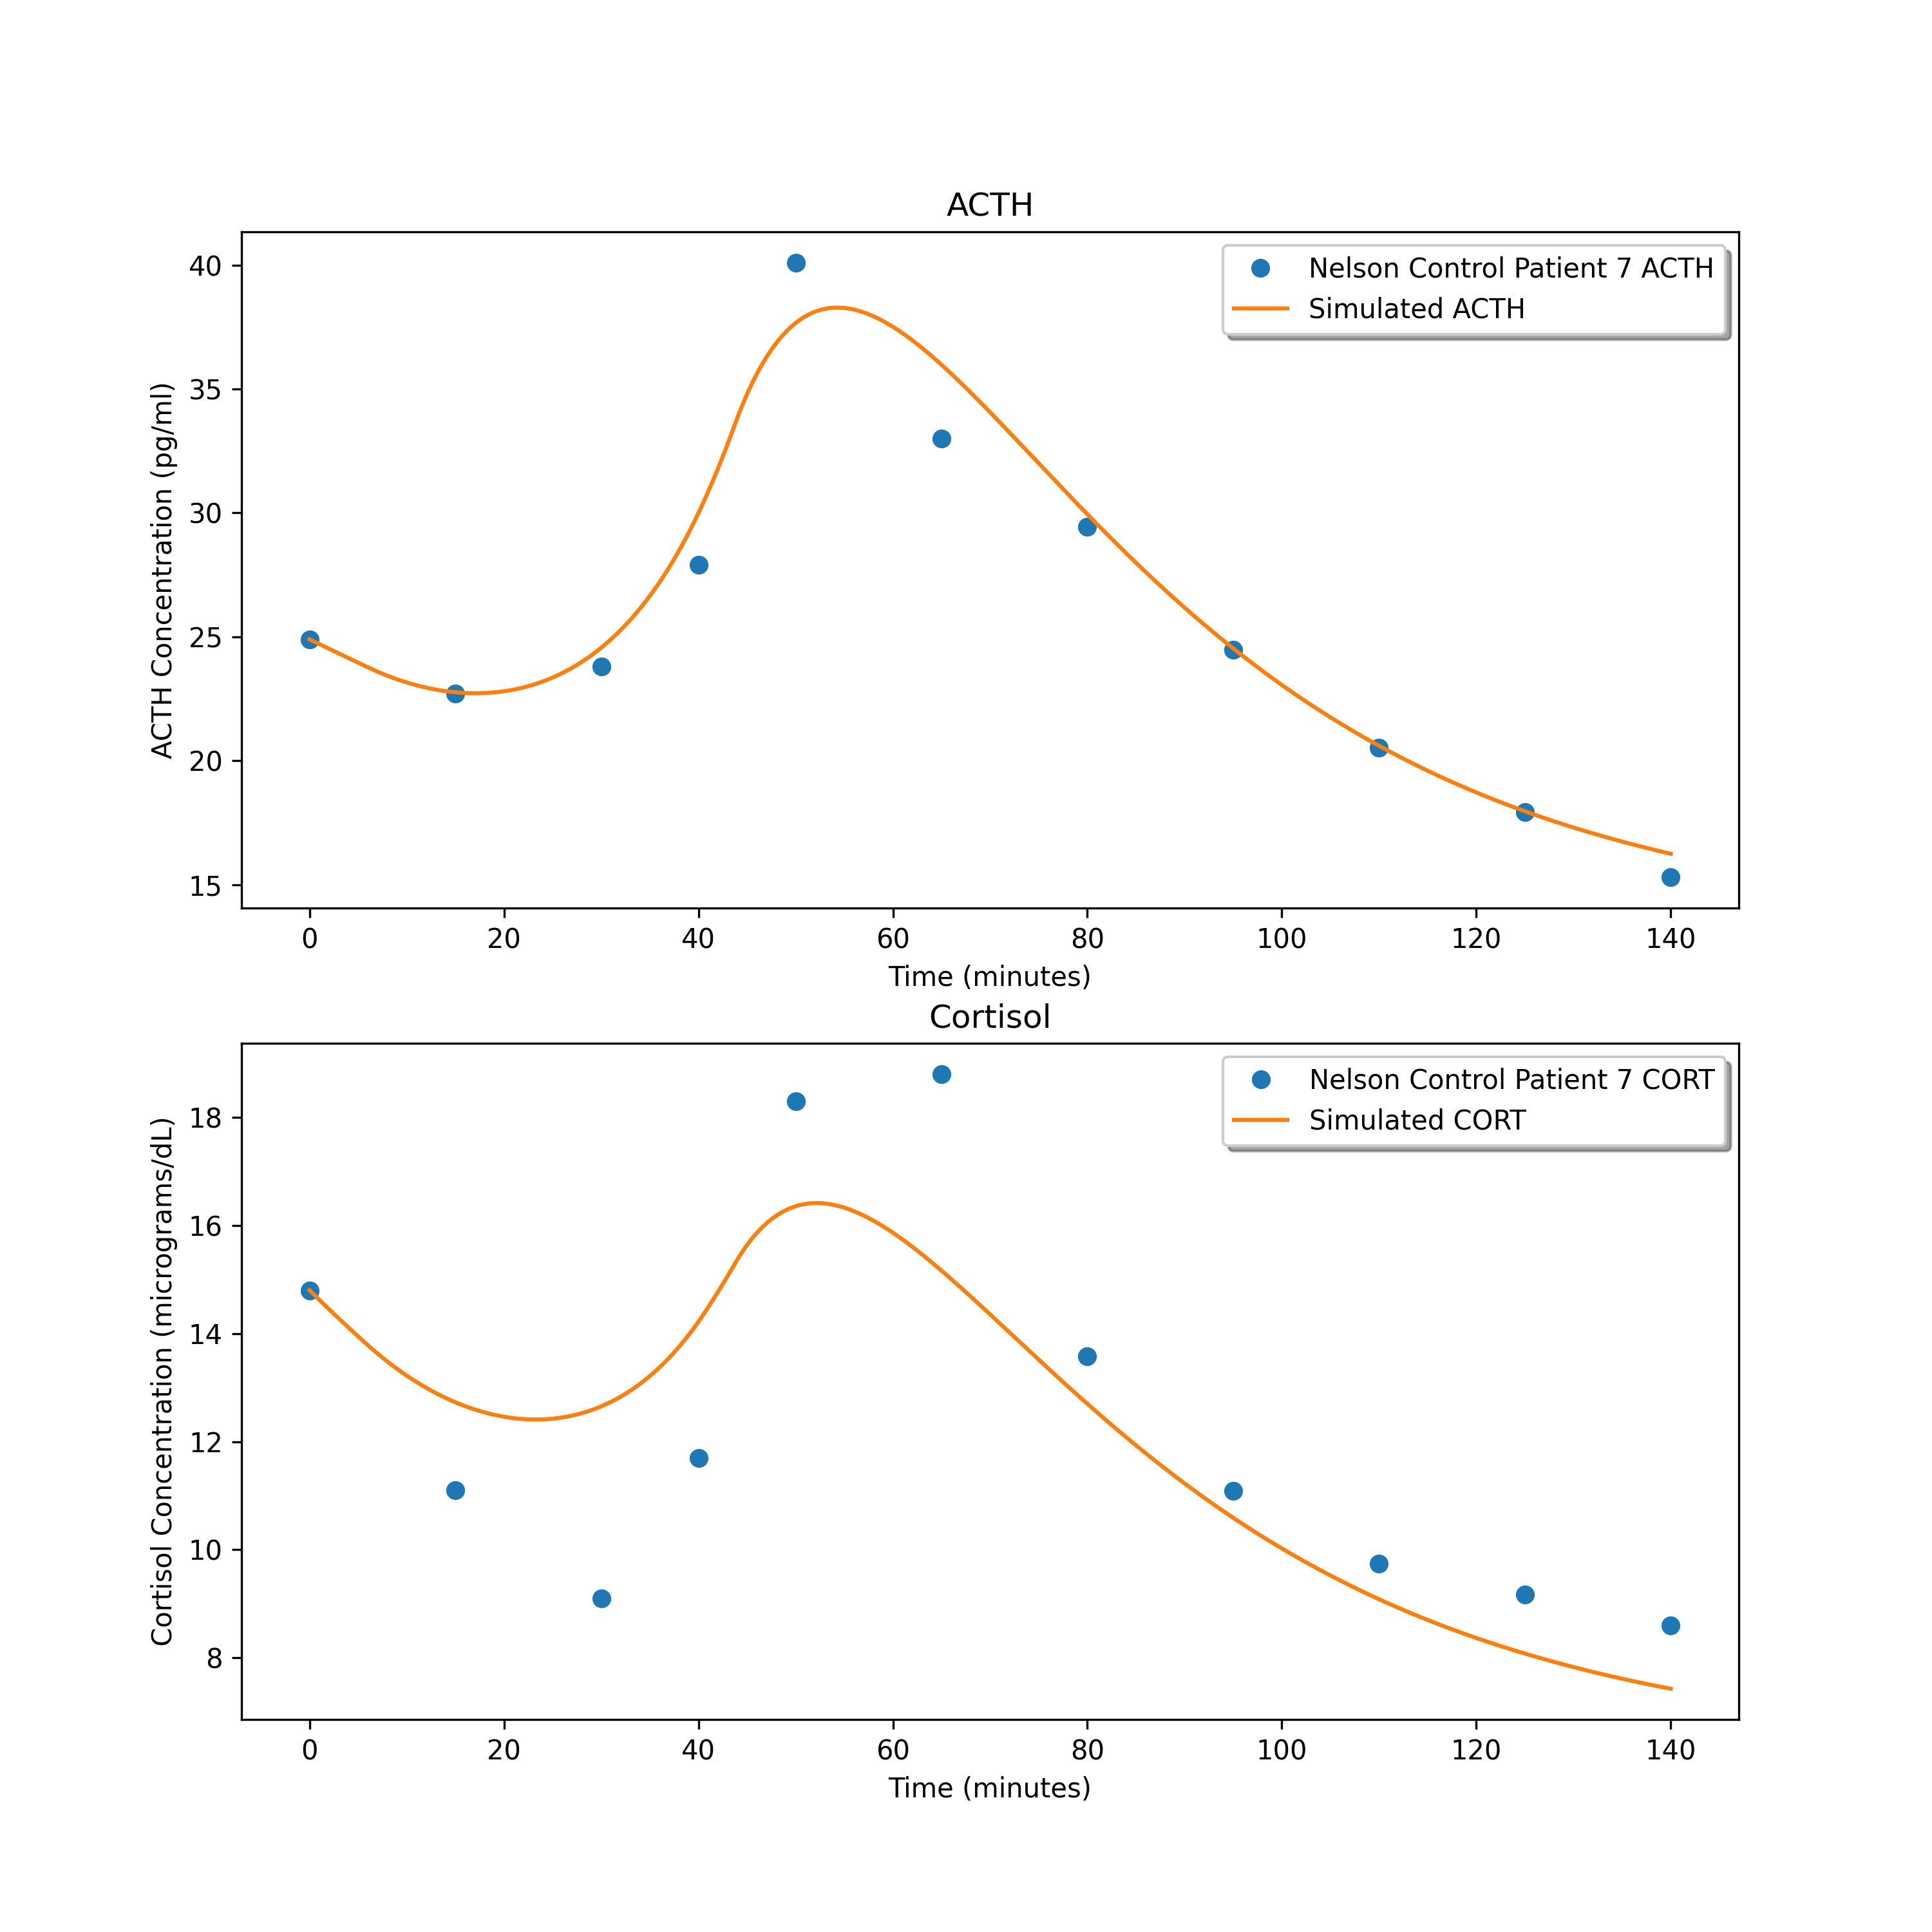 ACTH
Nelson Control Patient 7 ACTH
Simulated ACTH
ACTH Concentration (pg/ml)
40
35
30
25
20
15
0 20 40 60 80 100 120 140
Time (minutes)
Cortisol
Nelson Control Patient 7 CORT
Simulated CORT
Cortisol Concentration (micrograms/dL)
18
16
14
12
10
8
0 20 40 60 80 100 120 140
Time (minutes)